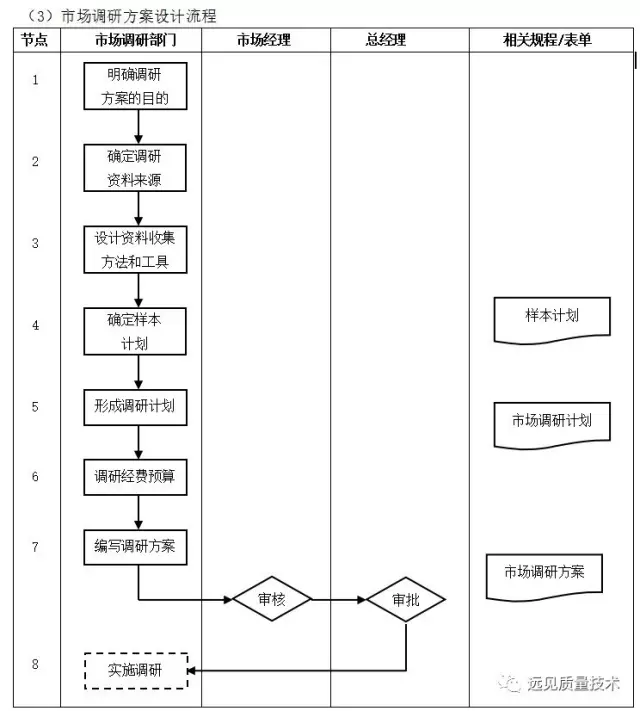 （3）市场调研方案设计流程
节点 市场调研部门 市场经理 总经理 相关规程/表单
1 明确调研
方案的目的
2 确定调研
资料来源
3 设计资料收集
方法和工具
4 确定样本 样本计划
计划
5 形成调研计划 市场调研计划
6 调研经费预算
7 编写调研方案 市场调研方案
审核 审批
8 实施调研
远见质量技术